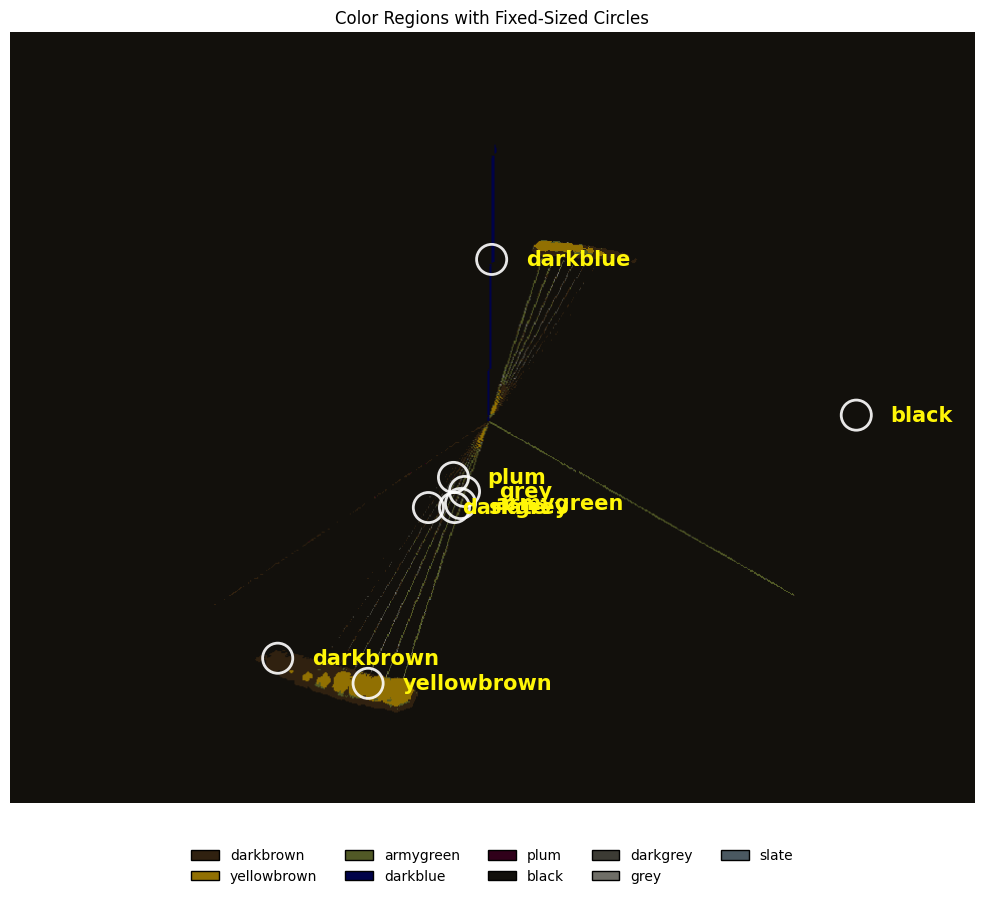 Color Regions with Fixed-Sized Circles
darkblue
black
plum
grey
armygreen
darkgrey
slate
darkbrown
yellowbrown
darkbrown armygreen plum darkgrey slate
yellowbrown darkblue black grey